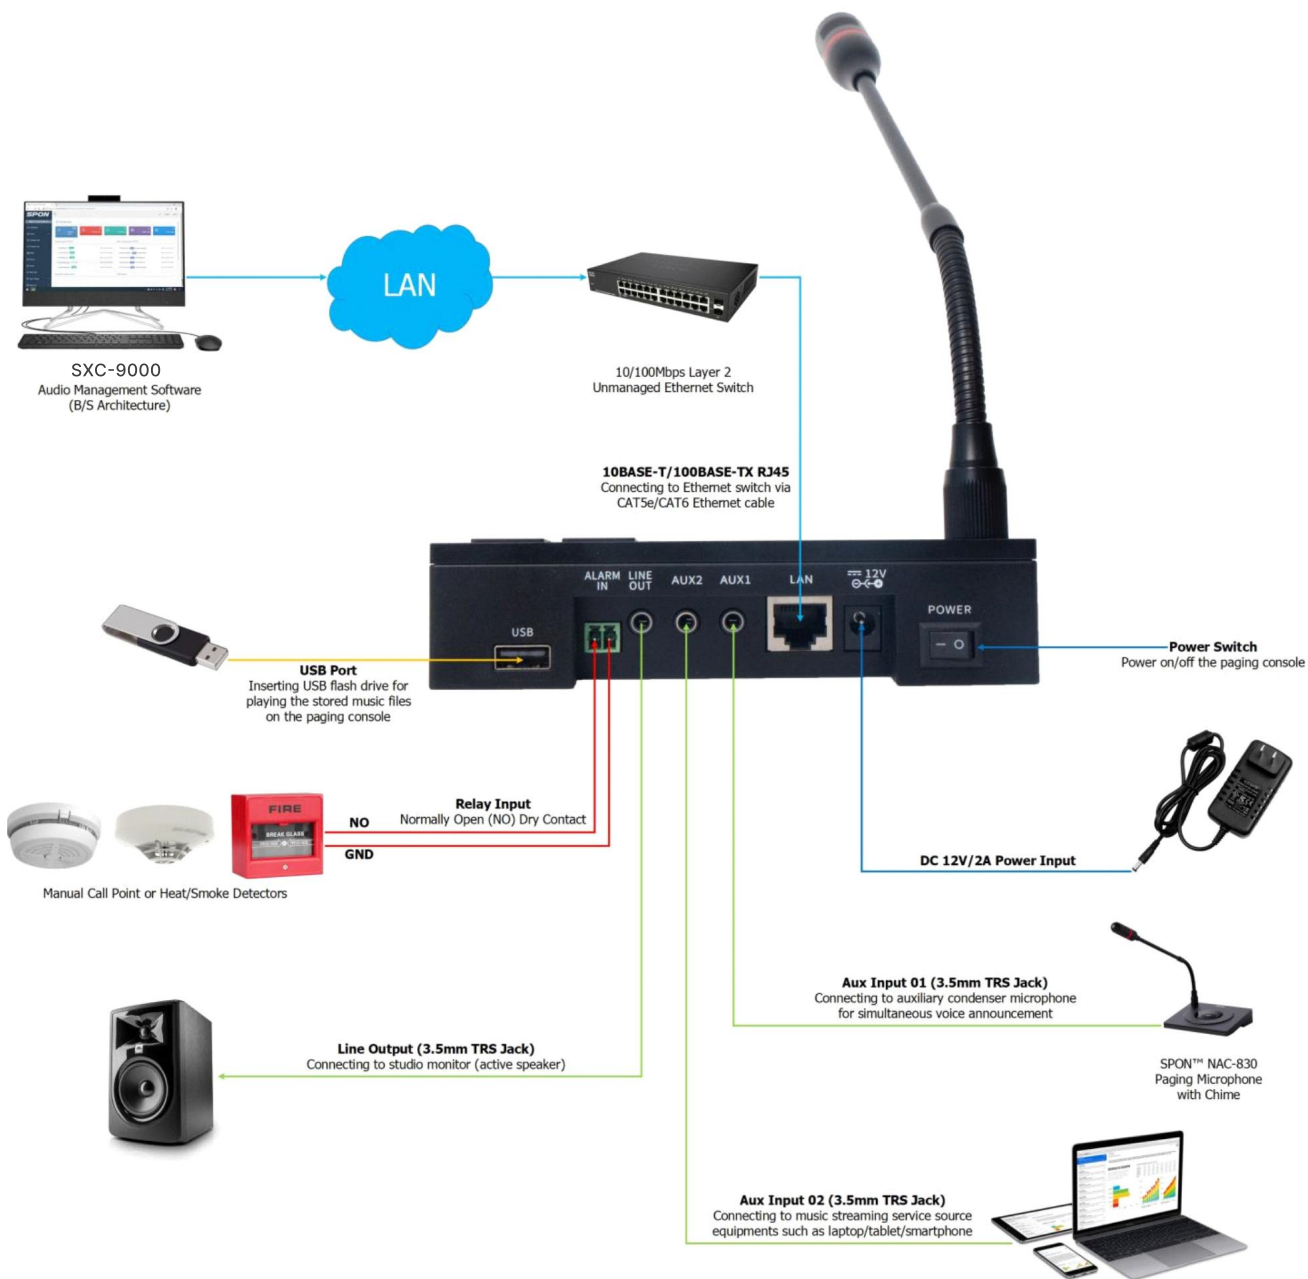 SPON
LAN
SXC-9000
Audio Management Software
(B/S Architecture)
10/100Mbps Layer 2
Unmanaged Ethernet Switch
10BASE-T/100BASE-TX RJ45
Connecting to Ethernet switch via
CAT5e/CAT6 Ethernet cable
ALARM IN
LINE OUT
AUX2
AUX1
LAN
12V
POWER
USB
Power Switch
Power on/off the paging console
USB Port
Inserting USB flash drive for
playing the stored music files
on the paging console
Relay Input
Normally Open (NO) Dry Contact
NO
GND
FIRE
BREAK GLASS
Manual Call Point or Heat/Smoke Detectors
DC 12V/2A Power Input
Aux Input 01 (3.5mm TRS Jack)
Connecting to auxiliary condenser microphone
for simultaneous voice announcement
SPON™ NAC-830
Paging Microphone
with Chime
Line Output (3.5mm TRS Jack)
Connecting to studio monitor (active speaker)
Aux Input 02 (3.5mm TRS Jack)
Connecting to music streaming service source
equipments such as laptop/tablet/smartphone